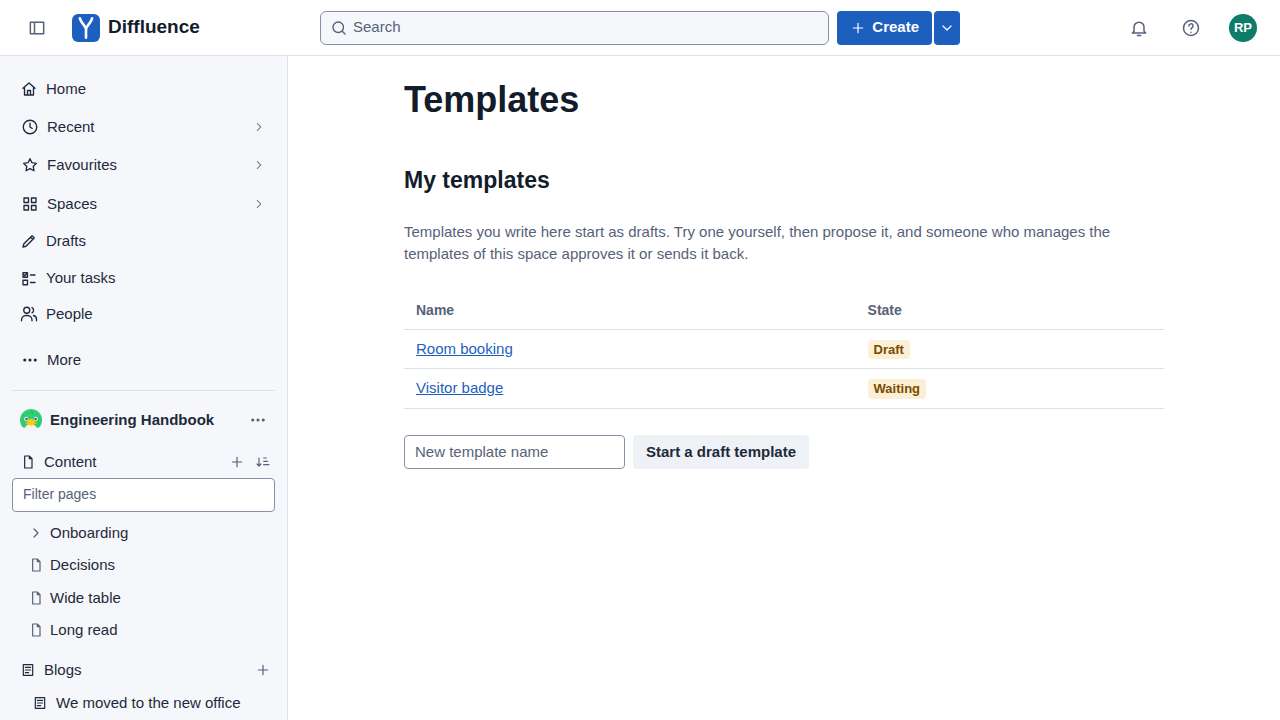 Diffluence
Search
Create
RP
Home
Recent
Favourites
Spaces
Drafts
Your tasks
People
More
Engineering Handbook
Content
Filter pages
Onboarding
Decisions
Wide table
Long read
Blogs
We moved to the new office
Templates
My templates
Templates you write here start as drafts. Try one yourself, then propose it, and someone who manages the
templates of this space approves it or sends it back.
Name State
Room booking Draft
Visitor badge Waiting
New template name Start a draft template